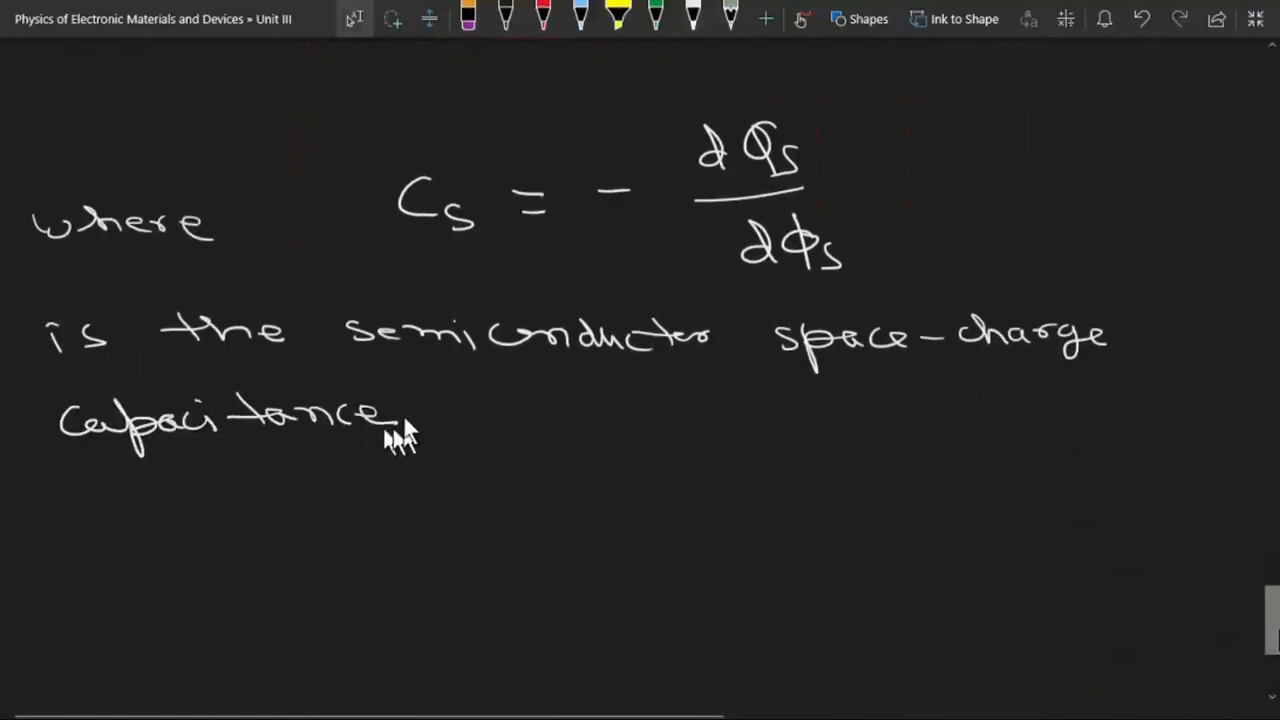 Physics of Electronic Materials and Devices » Unit III
Shapes
Ink to Shape
where Cs = - dQs / dϕs
is the semiconductor space-charge
capacitance.